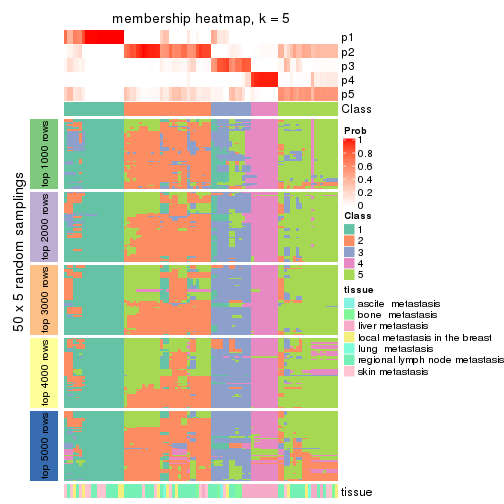 membership heatmap, k = 5
p1
p2
p3
p4
p5
Class
50 x 5 random samplings
top 1000 rows
top 2000 rows
top 3000 rows
top 4000 rows
top 5000 rows
tissue
Prob
1
0.8
0.6
0.4
0.2
0
Class
1
2
3
4
5
tissue
ascite metastasis
bone metastasis
liver metastasis
local metastasis in the breast
lung metastasis
regional lymph node metastasis
skin metastasis